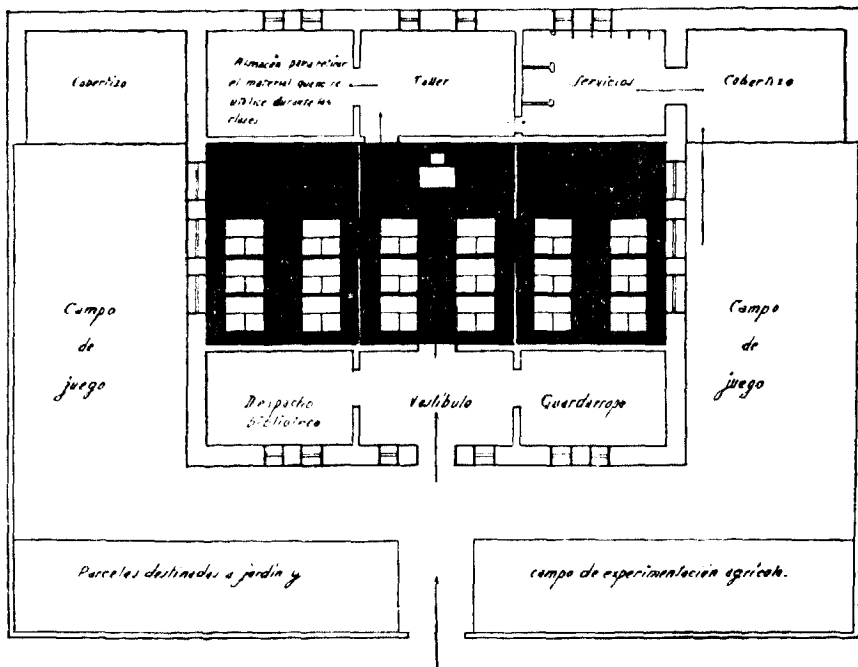 Cobertizo
Almacén para retirar
el material que no se
utilice durante las
clases
Taller
Servicios
Cobertizo
Campo
de
juego
Campo
de
juego
Despacho
biblioteca
Vestíbulo
Guardarropa
Parcelas destinadas a jardín y
campo de experimentación agrícola.